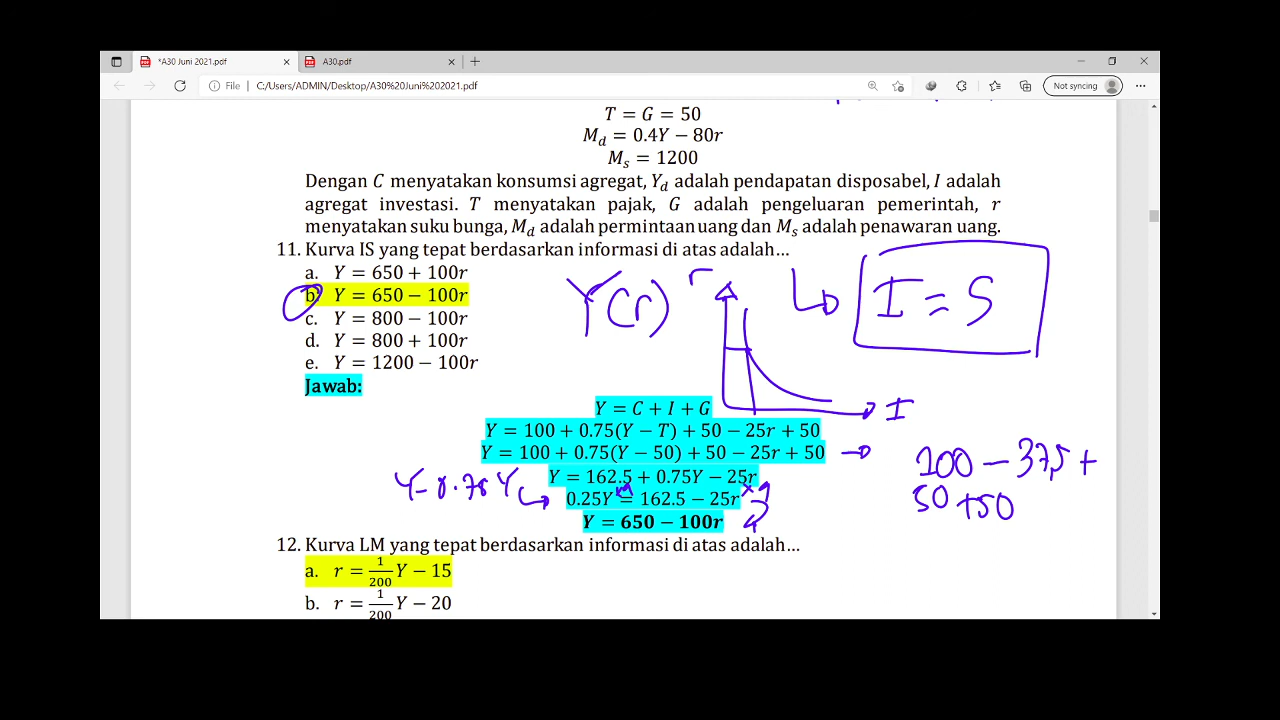 *A30 Juni 2021.pdf
A30.pdf
File
C:/Users/ADMIN/Desktop/A30%20Juni%202021.pdf
Not syncing
T = G = 50
M_d = 0.4Y − 80r
M_s = 1200
Dengan C menyatakan konsumsi agregat, Y_d adalah pendapatan disposabel, I adalah
agregat investasi. T menyatakan pajak, G adalah pengeluaran pemerintah, r
menyatakan suku bunga, M_d adalah permintaan uang dan M_s adalah penawaran uang.
11. Kurva IS yang tepat berdasarkan informasi di atas adalah…
a. Y = 650 + 100r
b. Y = 650 − 100r
c. Y = 800 − 100r
d. Y = 800 + 100r
e. Y = 1200 − 100r
Y(r)
r
I = S
I
Jawab:
Y = C + I + G
Y = 100 + 0.75(Y − T) + 50 − 25r + 50
Y = 100 + 0.75(Y − 50) + 50 − 25r + 50
100 − 37,5 +
50 + 50
Y = 162.5 + 0.75Y − 25r
Y − 0.75Y
0.25Y = 162.5 − 25r
×4
Y = 650 − 100r
12. Kurva LM yang tepat berdasarkan informasi di atas adalah…
a. r = 1/200 Y − 15
b. r = 1/200 Y − 20